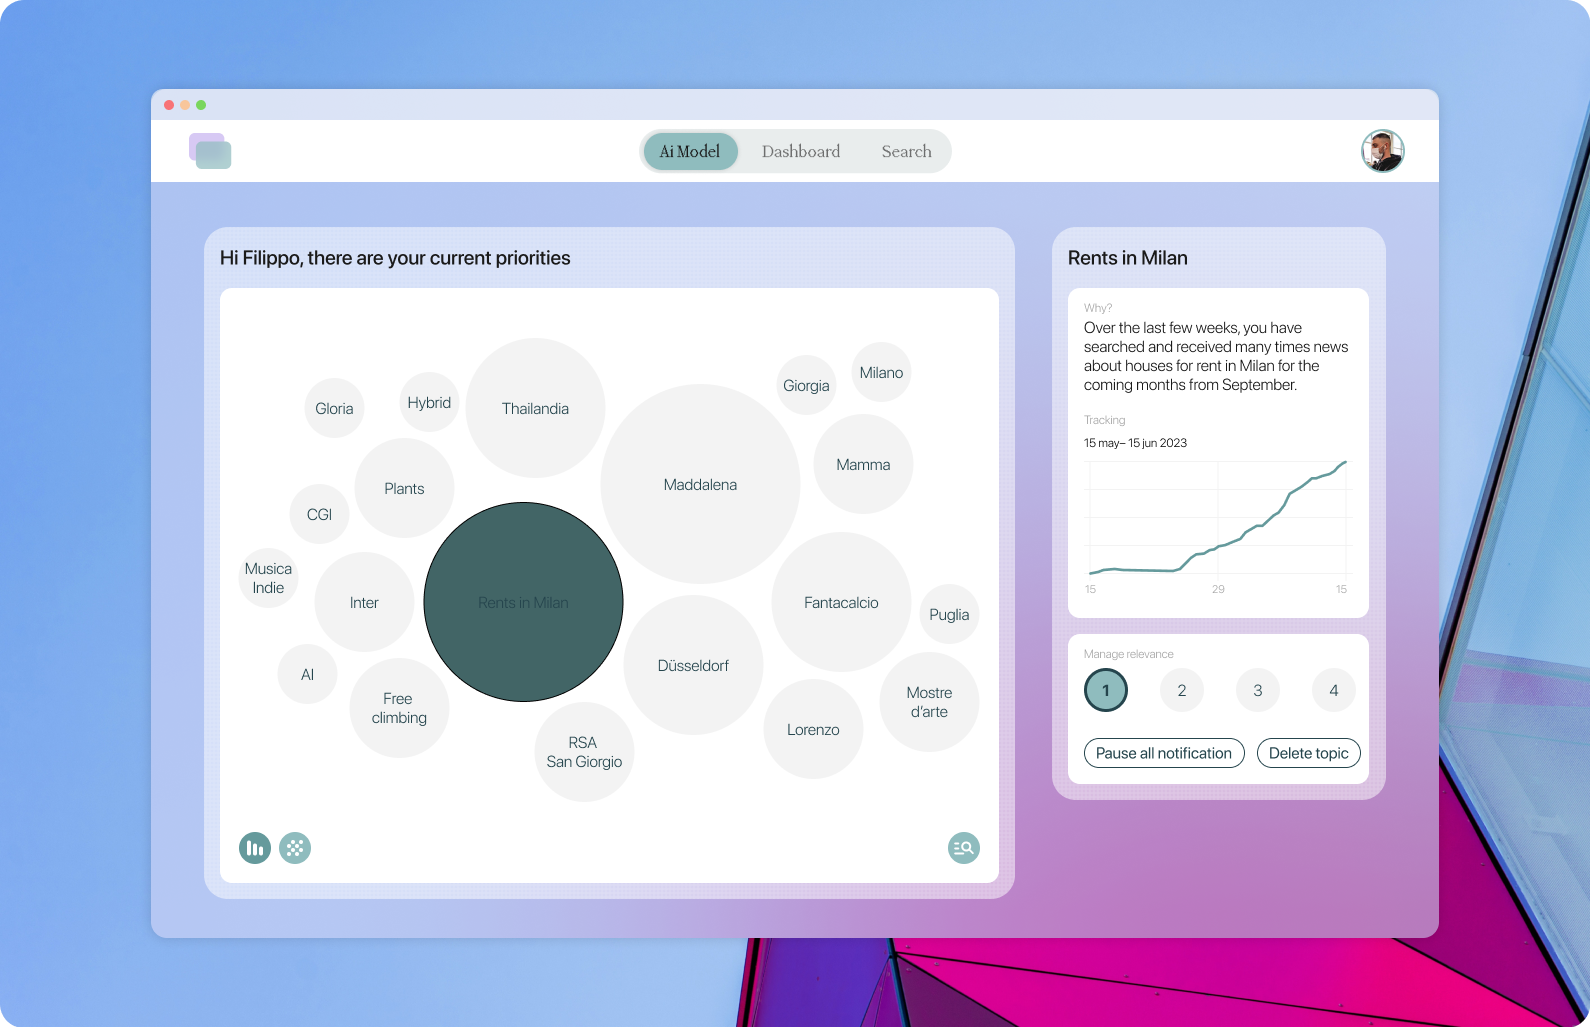 Ai Model
Dashboard
Search
Hi Filippo, there are your current priorities
Gloria
Hybrid
Thailandia
Giorgia
Milano
Maddalena
Mamma
Plants
CGI
Musica
Indie
Inter
Rents in Milan
Fantacalcio
Puglia
AI
Free
climbing
Düsseldorf
Mostre
d'arte
Lorenzo
RSA
San Giorgio
Rents in Milan
Why?
Over the last few weeks, you have
searched and received many times news
about houses for rent in Milan for the
coming months from September.
Tracking
15 may– 15 jun 2023
15 29 15
Manage relevance
1 2 3 4
Pause all notification
Delete topic